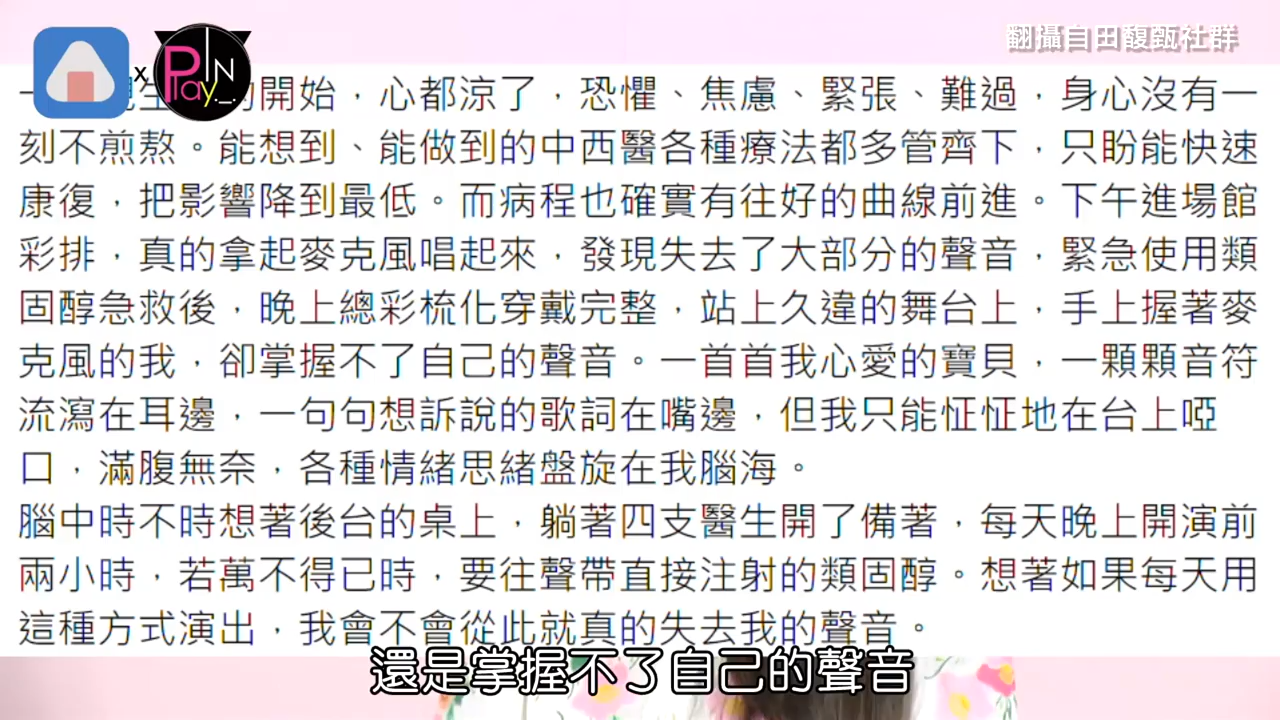 翻攝自田馥甄社群
PlayIN
x
的開始，心都涼了，恐懼、焦慮、緊張、難過，身心沒有一
刻不煎熬。能想到、能做到的中西醫各種療法都多管齊下，只盼能快速
康復，把影響降到最低。而病程也確實有往好的曲線前進。下午進場館
彩排，真的拿起麥克風唱起來，發現失去了大部分的聲音，緊急使用類
固醇急救後，晚上總彩梳化穿戴完整，站上久違的舞台上，手上握著麥
克風的我，卻掌握不了自己的聲音。一首首我心愛的寶貝，一顆顆音符
流瀉在耳邊，一句句想訴說的歌詞在嘴邊，但我只能怔怔地在台上啞
口，滿腹無奈，各種情緒思緒盤旋在我腦海。
腦中時不時想著後台的桌上，躺著四支醫生開了備著，每天晚上開演前
兩小時，若萬不得已時，要往聲帶直接注射的類固醇。想著如果每天用
這種方式演出，我會不會從此就真的失去我的聲音。
還是掌握不了自己的聲音